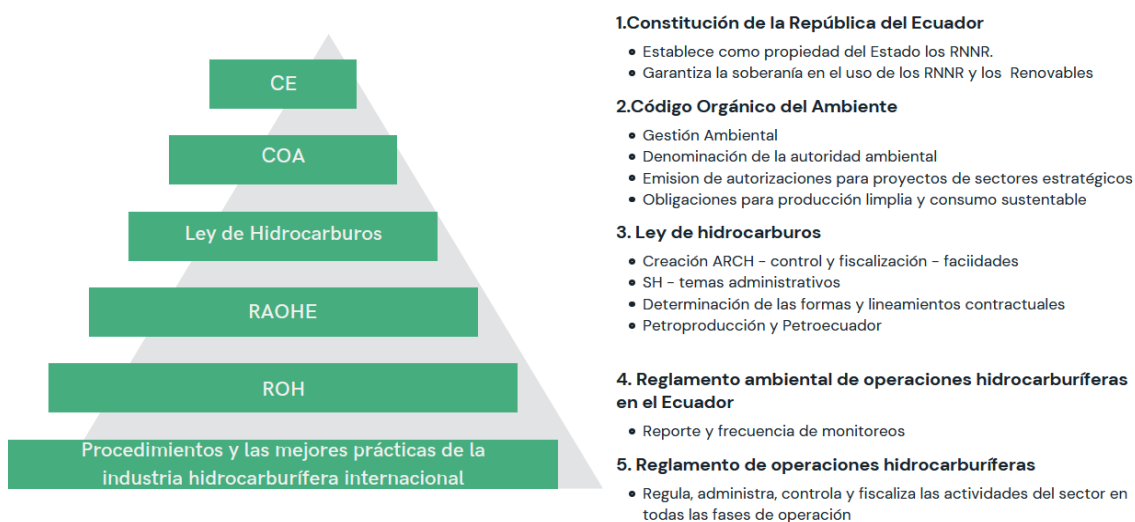 CE
COA
Ley de Hidrocarburos
RAOHE
ROH
Procedimientos y las mejores prácticas de la
industria hidrocarburífera internacional
1.Constitución de la República del Ecuador
• Establece como propiedad del Estado los RNNR.
• Garantiza la soberanía en el uso de los RNNR y los Renovables
2.Código Orgánico del Ambiente
• Gestión Ambiental
• Denominación de la autoridad ambiental
• Emision de autorizaciones para proyectos de sectores estratégicos
• Obligaciones para producción limplia y consumo sustentable
3. Ley de hidrocarburos
• Creación ARCH - control y fiscalización - faciidades
• SH - temas administrativos
• Determinación de las formas y lineamientos contractuales
• Petroproducción y Petroecuador
4. Reglamento ambiental de operaciones hidrocarburíferas
en el Ecuador
• Reporte y frecuencia de monitoreos
5. Reglamento de operaciones hidrocarburíferas
• Regula, administra, controla y fiscaliza las actividades del sector en
todas las fases de operación